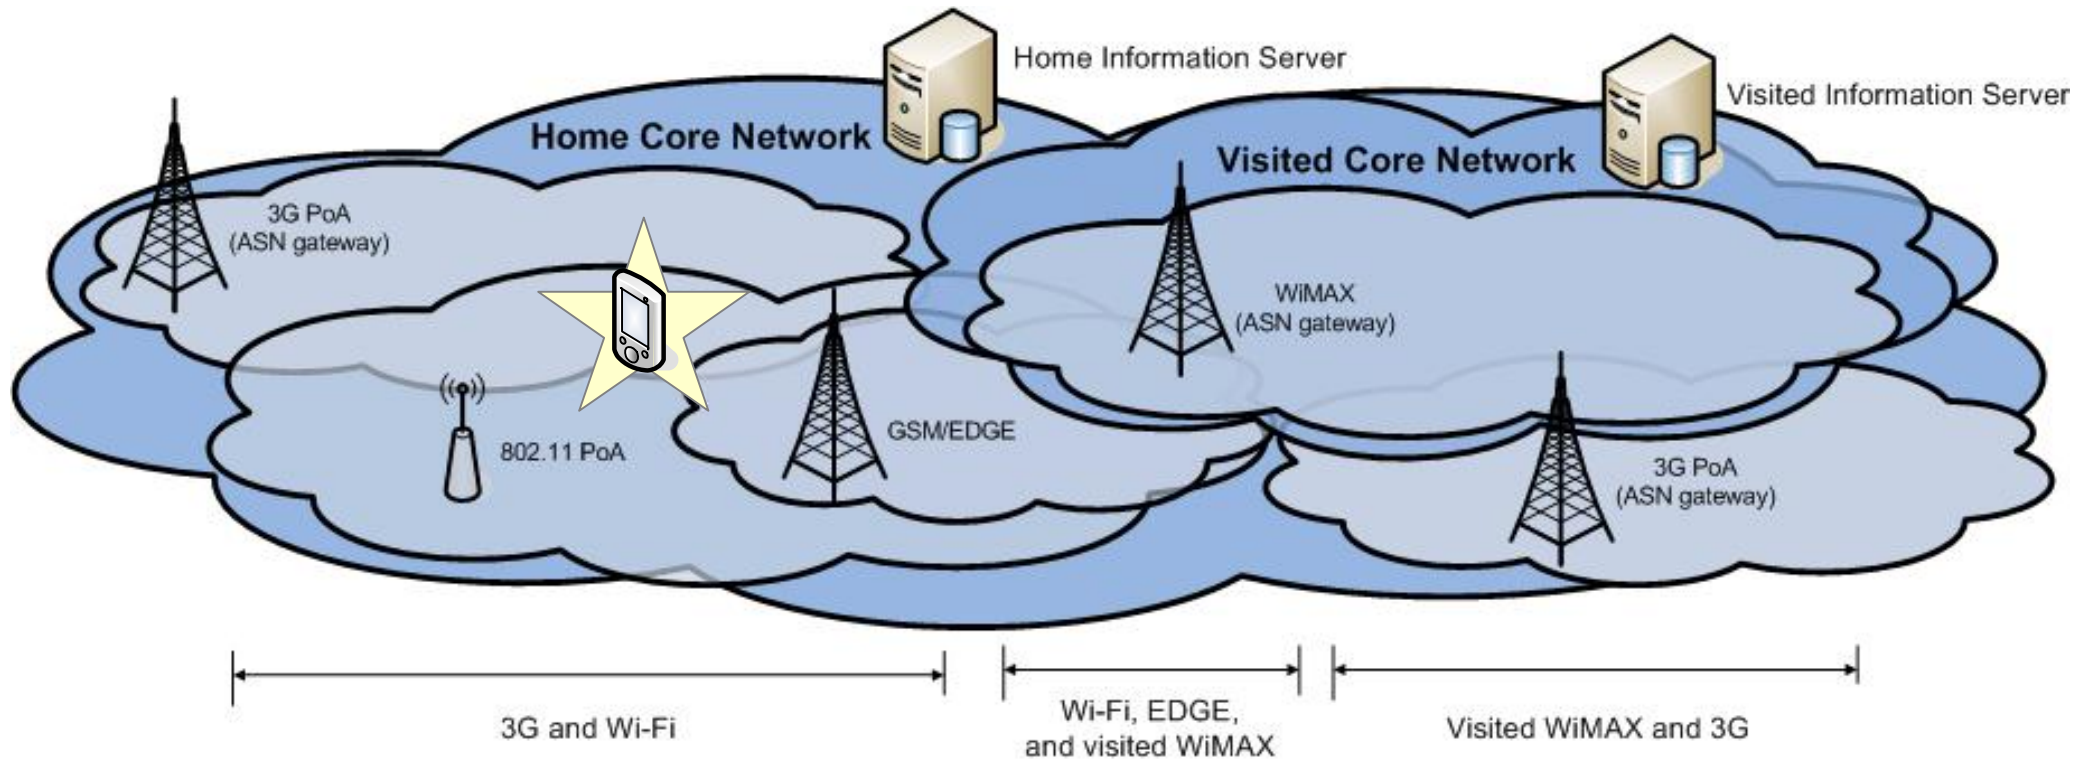 Home Information Server
Visited Information Server
Home Core Network
Visited Core Network
3G PoA
(ASN gateway)
WiMAX
(ASN gateway)
802.11 PoA
GSM/EDGE
3G PoA
(ASN gateway)
3G and Wi-Fi
Wi-Fi, EDGE,
and visited WiMAX
Visited WiMAX and 3G